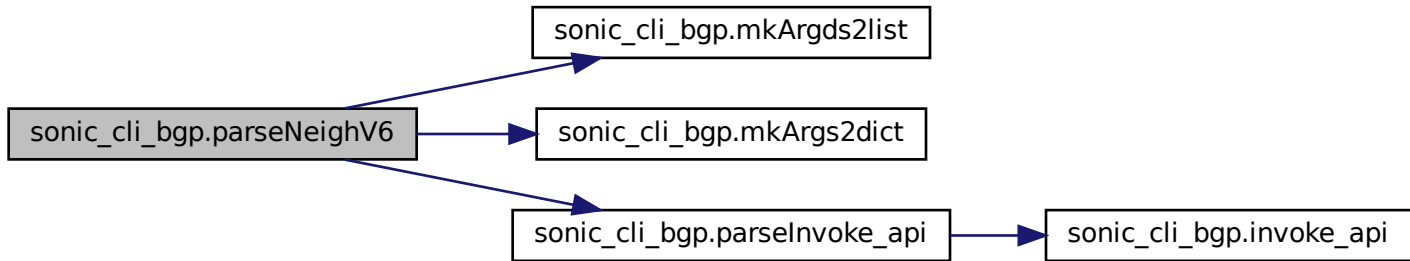 sonic_cli_bgp.mkArgds2list
sonic_cli_bgp.parseNeighV6
sonic_cli_bgp.mkArgs2dict
sonic_cli_bgp.parseInvoke_api
sonic_cli_bgp.invoke_api